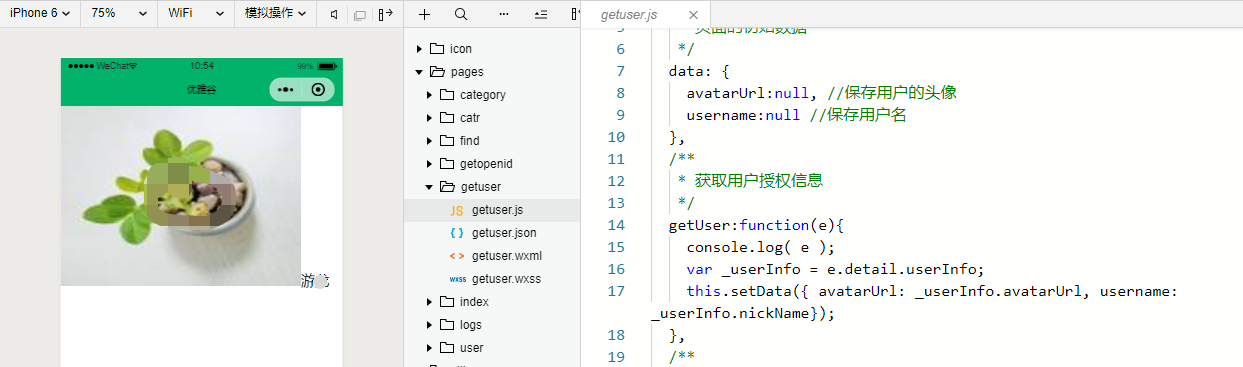 iPhone 6
75%
WiFi
模拟操作
getuser.js
WeChat
10:54
99%
优雅谷
游
icon
pages
category
catr
find
getopenid
getuser
JS getuser.js
{ } getuser.json
< > getuser.wxml
wxss getuser.wxss
index
logs
user
6 */
7 data: {
8 avatarUrl:null, //保存用户的头像
9 username:null //保存用户名
10 },
11 /**
12 * 获取用户授权信息
13 */
14 getUser:function(e){
15 console.log( e );
16 var _userInfo = e.detail.userInfo;
17 this.setData({ avatarUrl: _userInfo.avatarUrl, username:
_userInfo.nickName});
18 },
19 /**